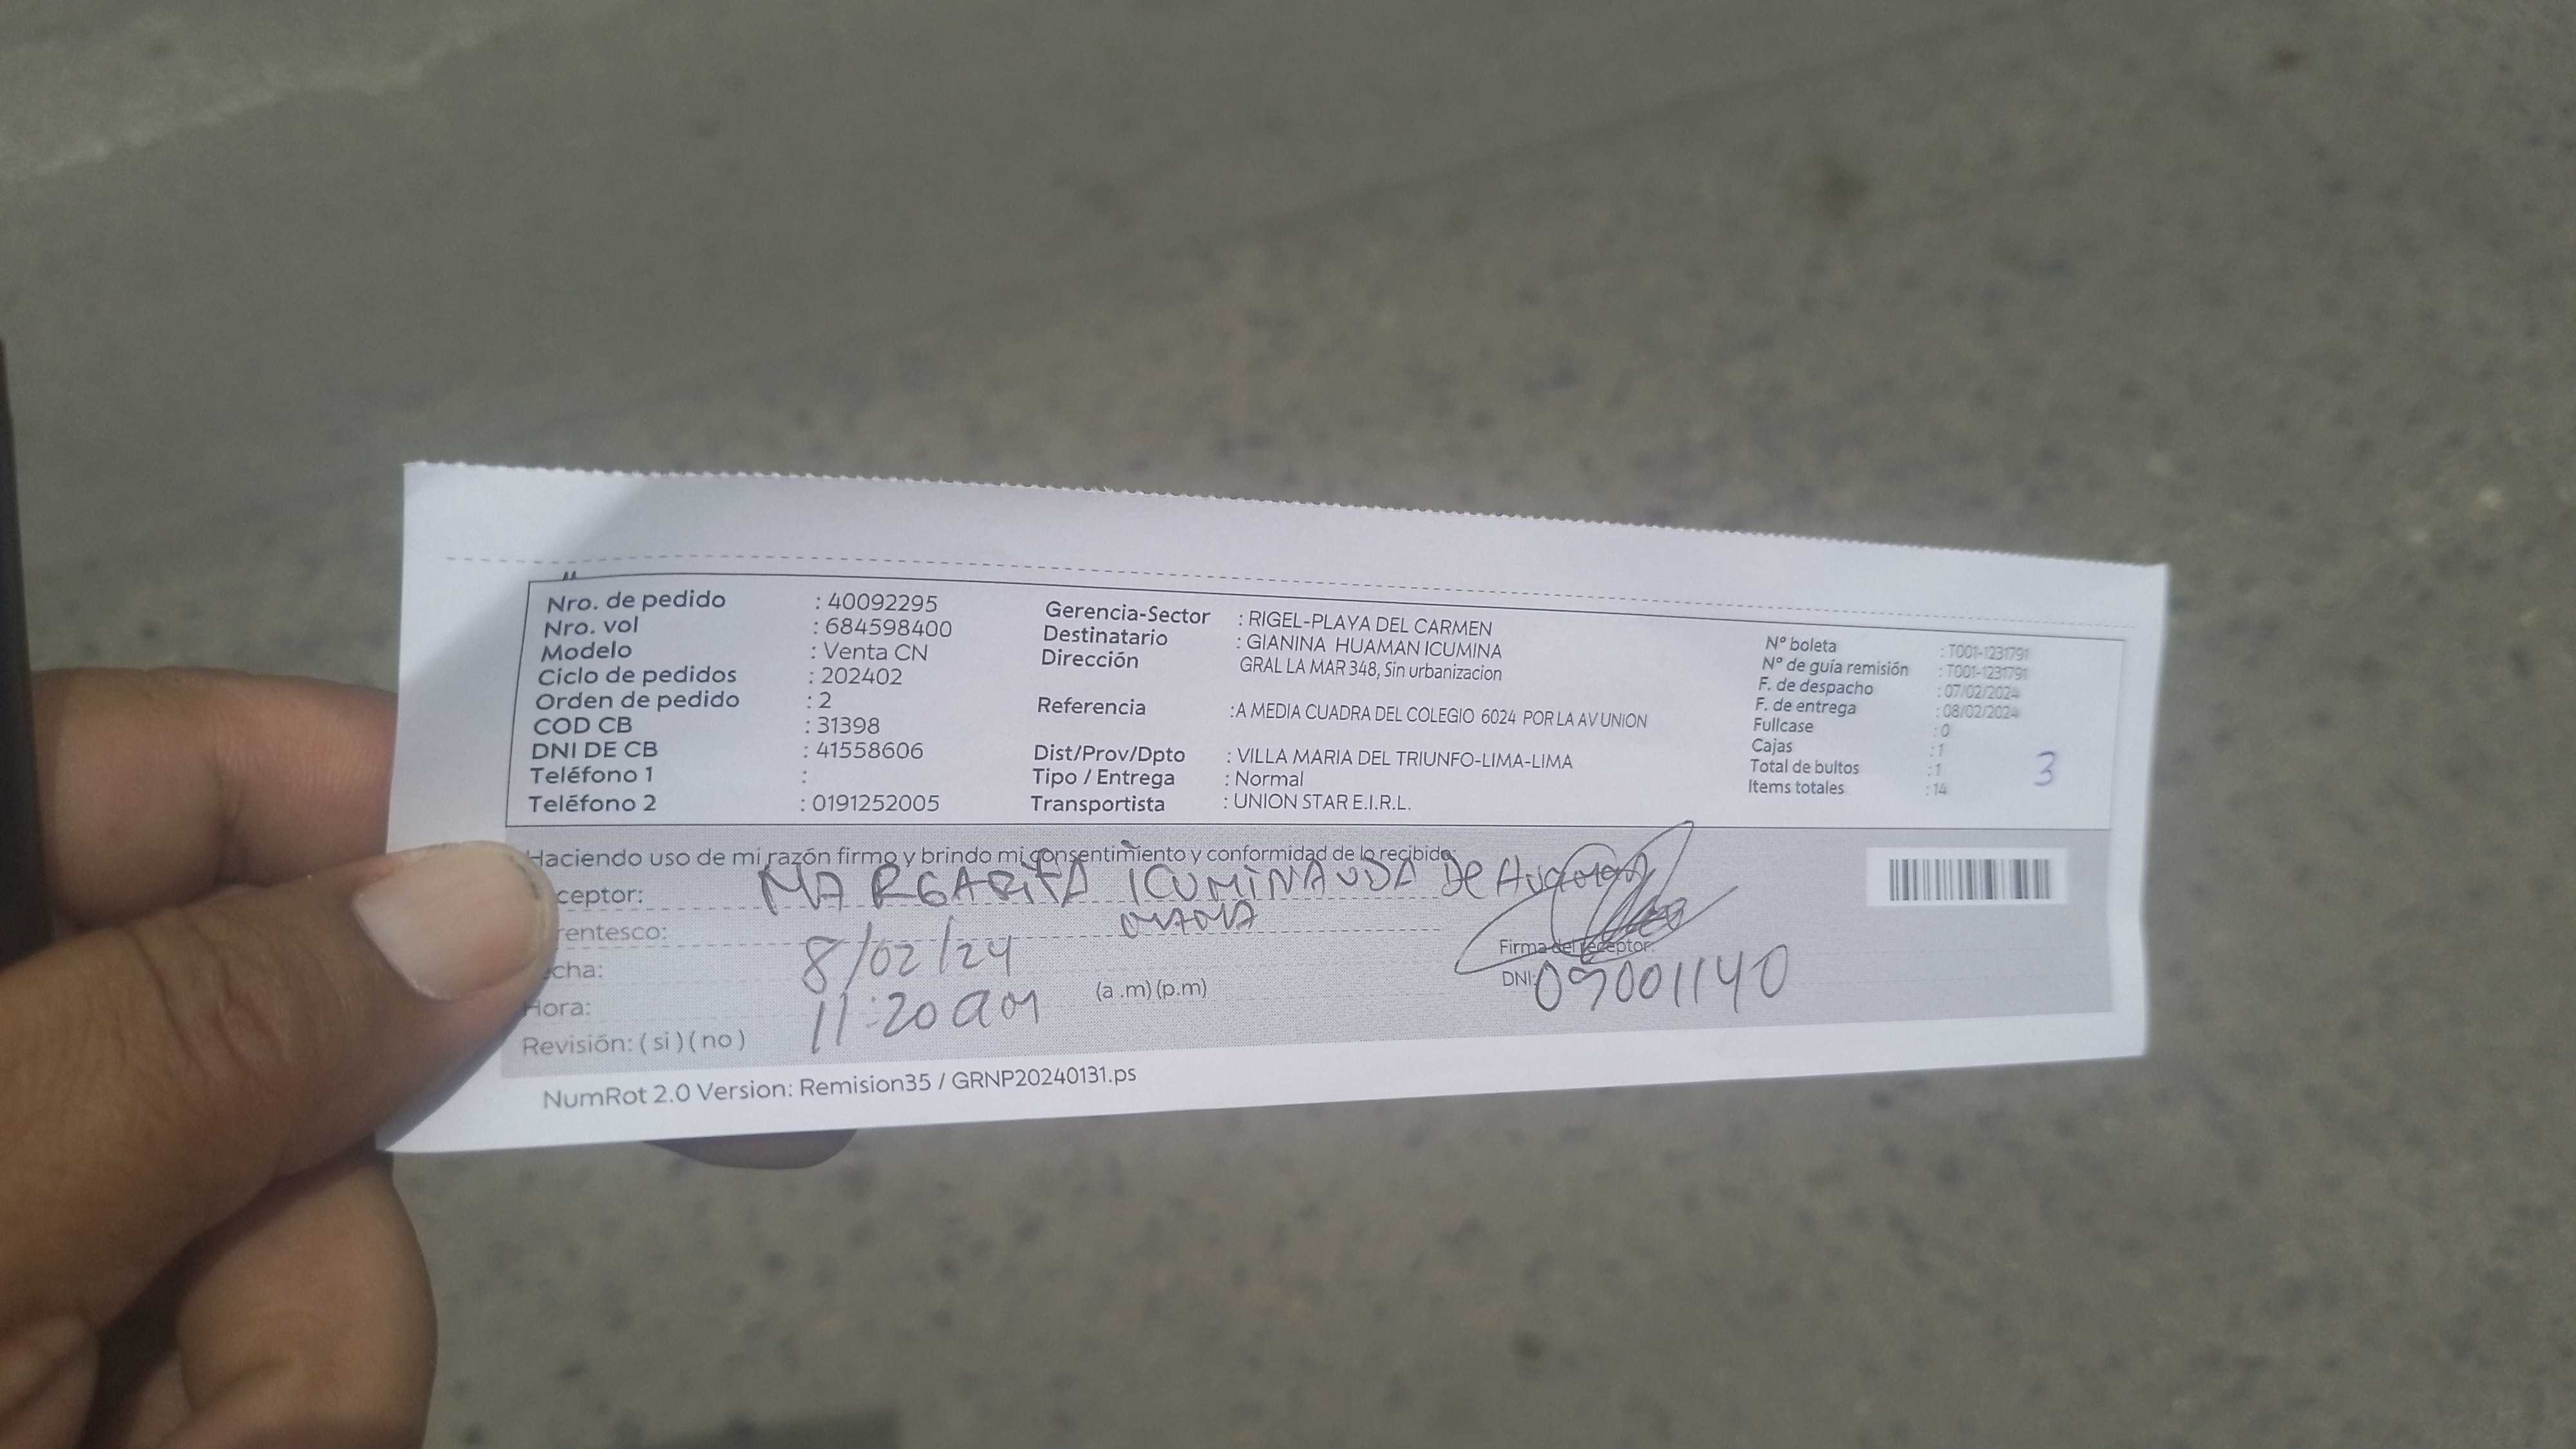 Nro. de pedido : 40092295
Nro. vol : 684598400
Modelo : Venta CN
Ciclo de pedidos : 202402
Orden de pedido : 2
COD CB : 31398
DNI DE CB : 41558606
Teléfono 1 :
Teléfono 2 : 0191252005
Gerencia-Sector : RIGEL-PLAYA DEL CARMEN
Destinatario : GIANINA HUAMAN ICUMINA
Dirección GRAL LA MAR 348, Sin urbanizacion
Referencia :A MEDIA CUADRA DEL COLEGIO 6024 POR LA AV UNION
Dist/Prov/Dpto : VILLA MARIA DEL TRIUNFO-LIMA-LIMA
Tipo / Entrega : Normal
Transportista : UNION STAR E.I.R.L.
N° boleta : T001-1231791
N° de guía remisión : T001-1231791
F. de despacho : 07/02/2024
F. de entrega : 08/02/2024
Fullcase : 0
Cajas : 1
Total de bultos : 1
Items totales : 14
3
Haciendo uso de mi razón firmo y brindo mi consentimiento y conformidad de lo recibido:
ceptor: MARGARITA De
rentesco: MAMA
cha: 8/02/24
Hora: 11:20 am (a.m)(p.m)
Revisión: (si)(no)
Firma del receptor:
DNI: 09001140
NumRot 2.0 Version: Remision35 / GRNP20240131.ps